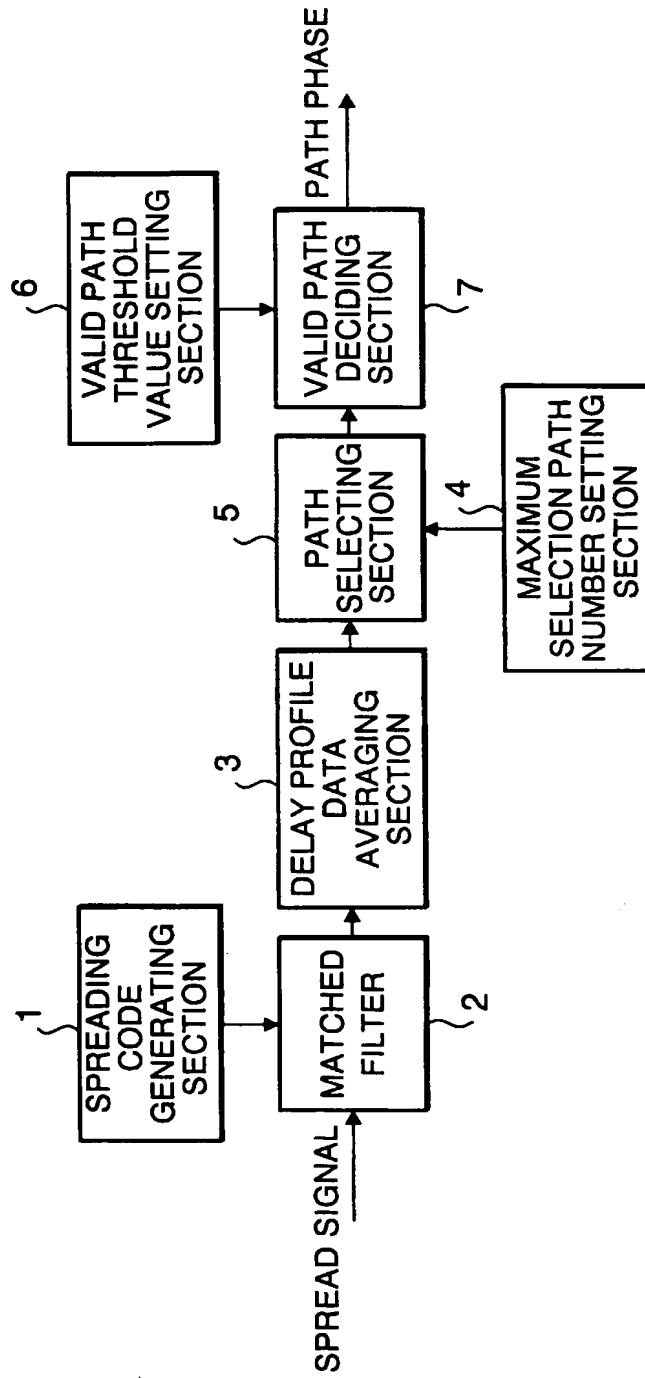 1
SPREADING
CODE
GENERATING
SECTION
SPREAD SIGNAL
MATCHED
FILTER
2
3
DELAY PROFILE
DATA
AVERAGING
SECTION
5
PATH
SELECTING
SECTION
4
MAXIMUM
SELECTION PATH
NUMBER SETTING
SECTION
6
VALID PATH
THRESHOLD
VALUE SETTING
SECTION
VALID PATH
DECIDING
SECTION
7
PATH PHASE